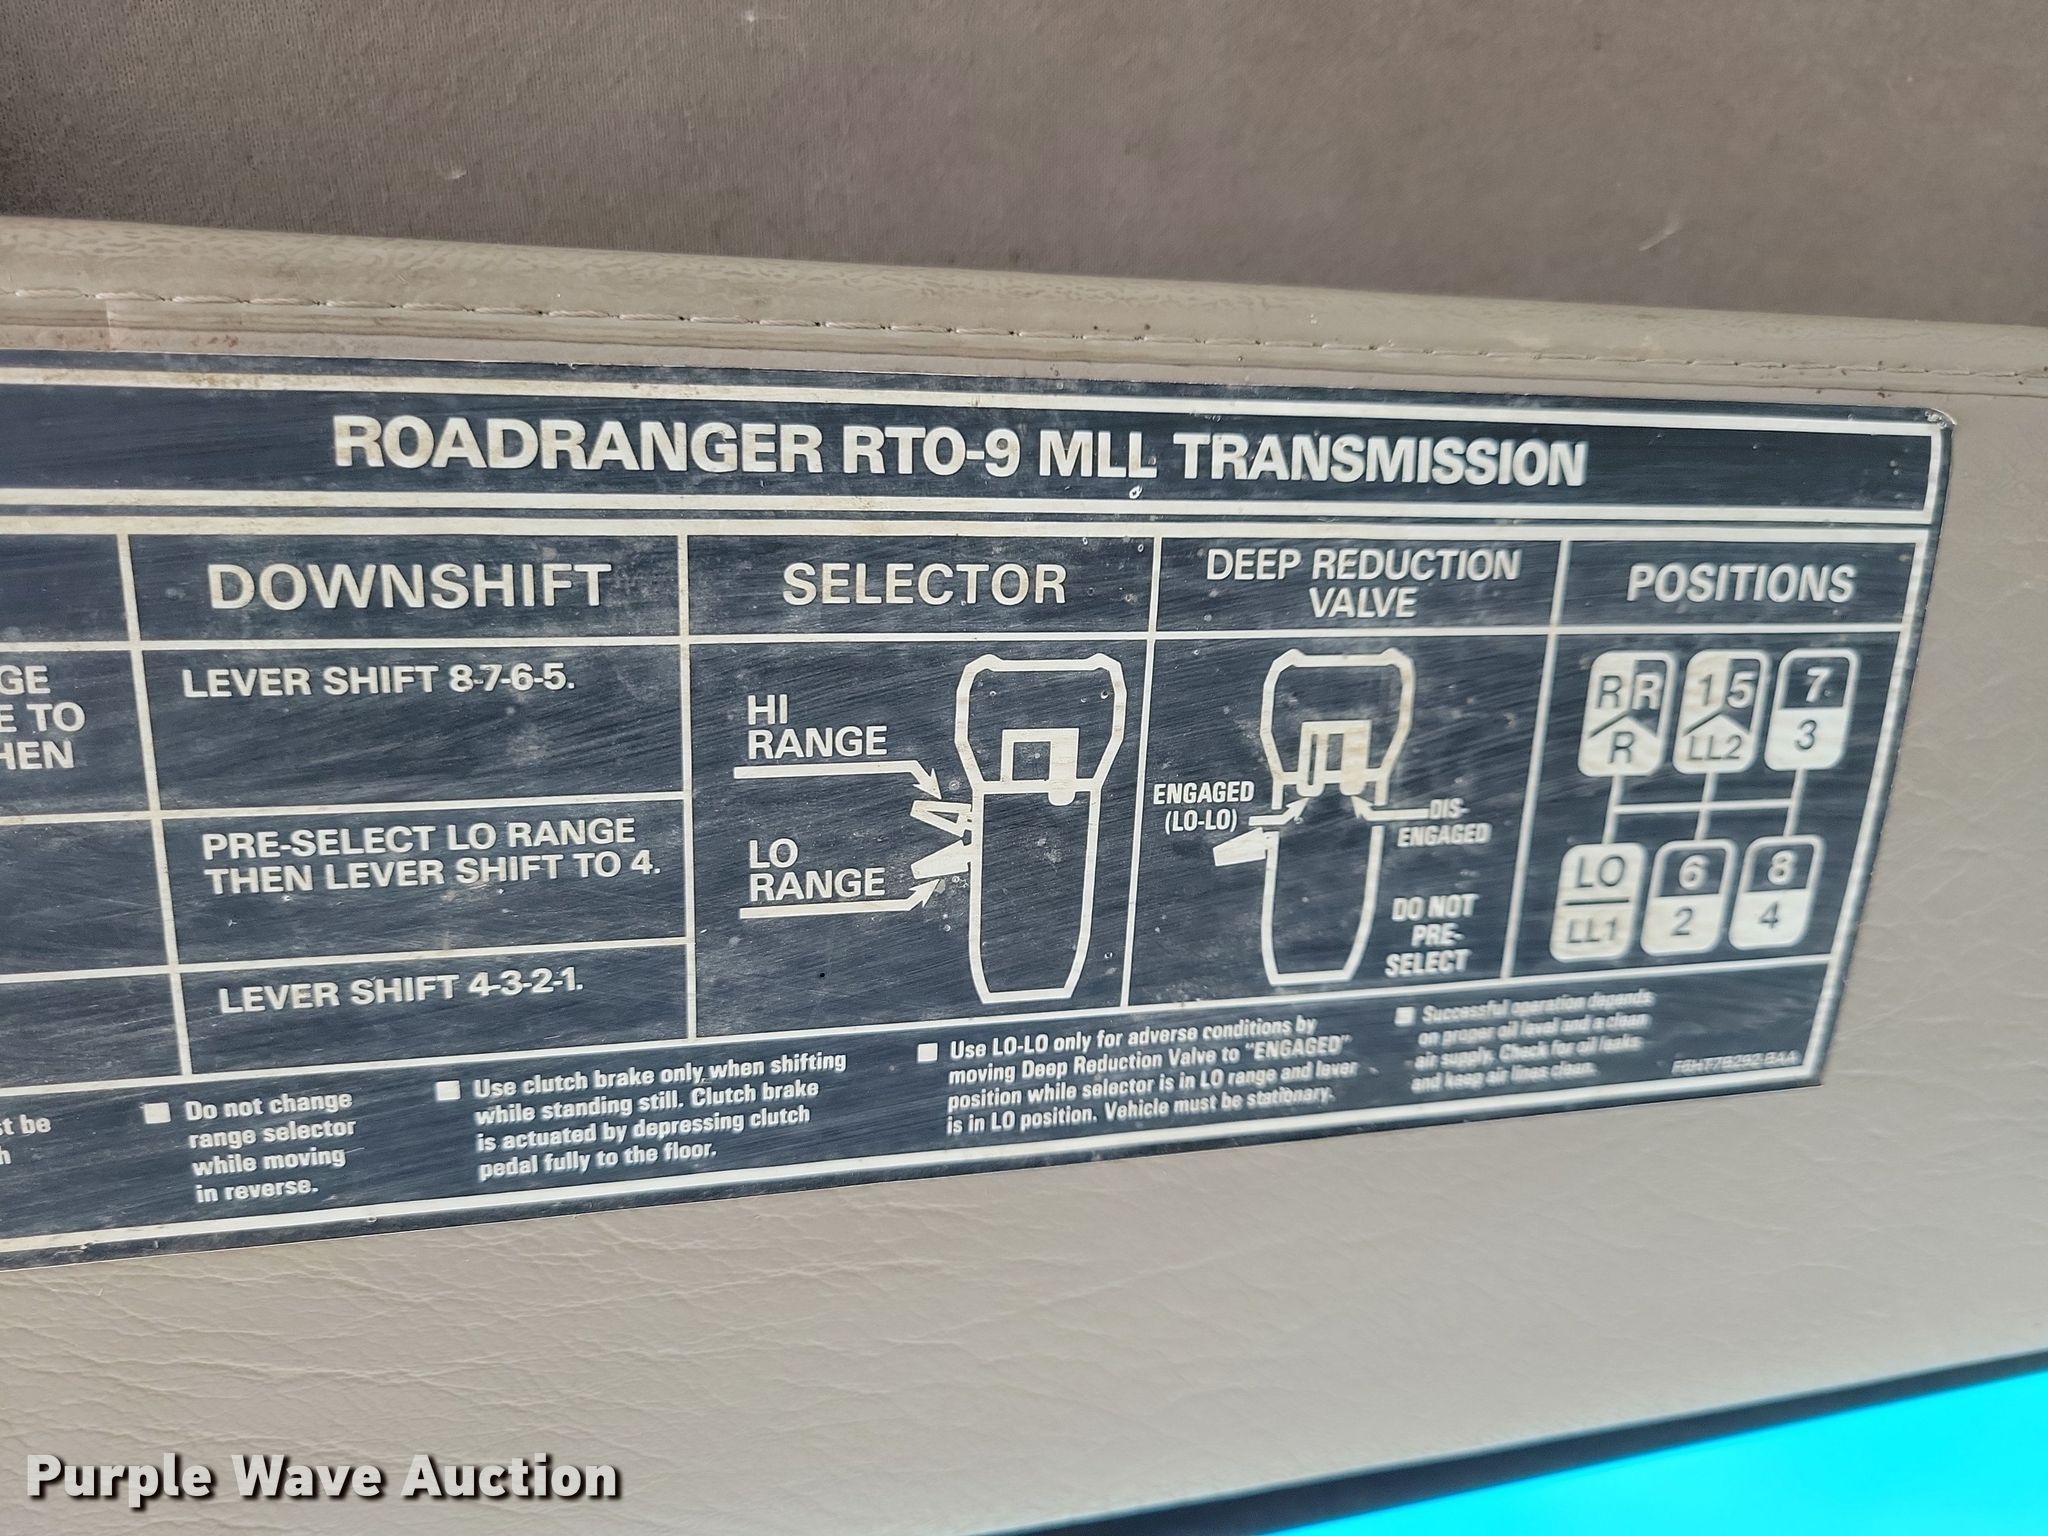 ROADRANGER RTO-9 MLL TRANSMISSION
GE
E TO
HEN
DOWNSHIFT
LEVER SHIFT 8-7-6-5.
PRE-SELECT LO RANGE
THEN LEVER SHIFT TO 4.
LEVER SHIFT 4-3-2-1.
SELECTOR
HI
RANGE
LO
RANGE
DEEP REDUCTION
VALVE
ENGAGED
(LO-LO)
DIS-
ENGAGED
DO NOT
PRE-
SELECT
POSITIONS
R R 1 5 7
R LL2 3
LO 6 8
LL1 2 4
st be
h
Do not change
range selector
while moving
in reverse.
Use clutch brake only when shifting
while standing still. Clutch brake
is actuated by depressing clutch
pedal fully to the floor.
Use LO-LO only for adverse conditions by
moving Deep Reduction Valve to "ENGAGED"
position while selector is in LO range and lever
is in LO position. Vehicle must be stationary.
Successful operation depends
on proper oil level and a clean
air supply. Check for oil leaks
and keep air lines clean.
F6HT7B292 BAA
Purple Wave Auction